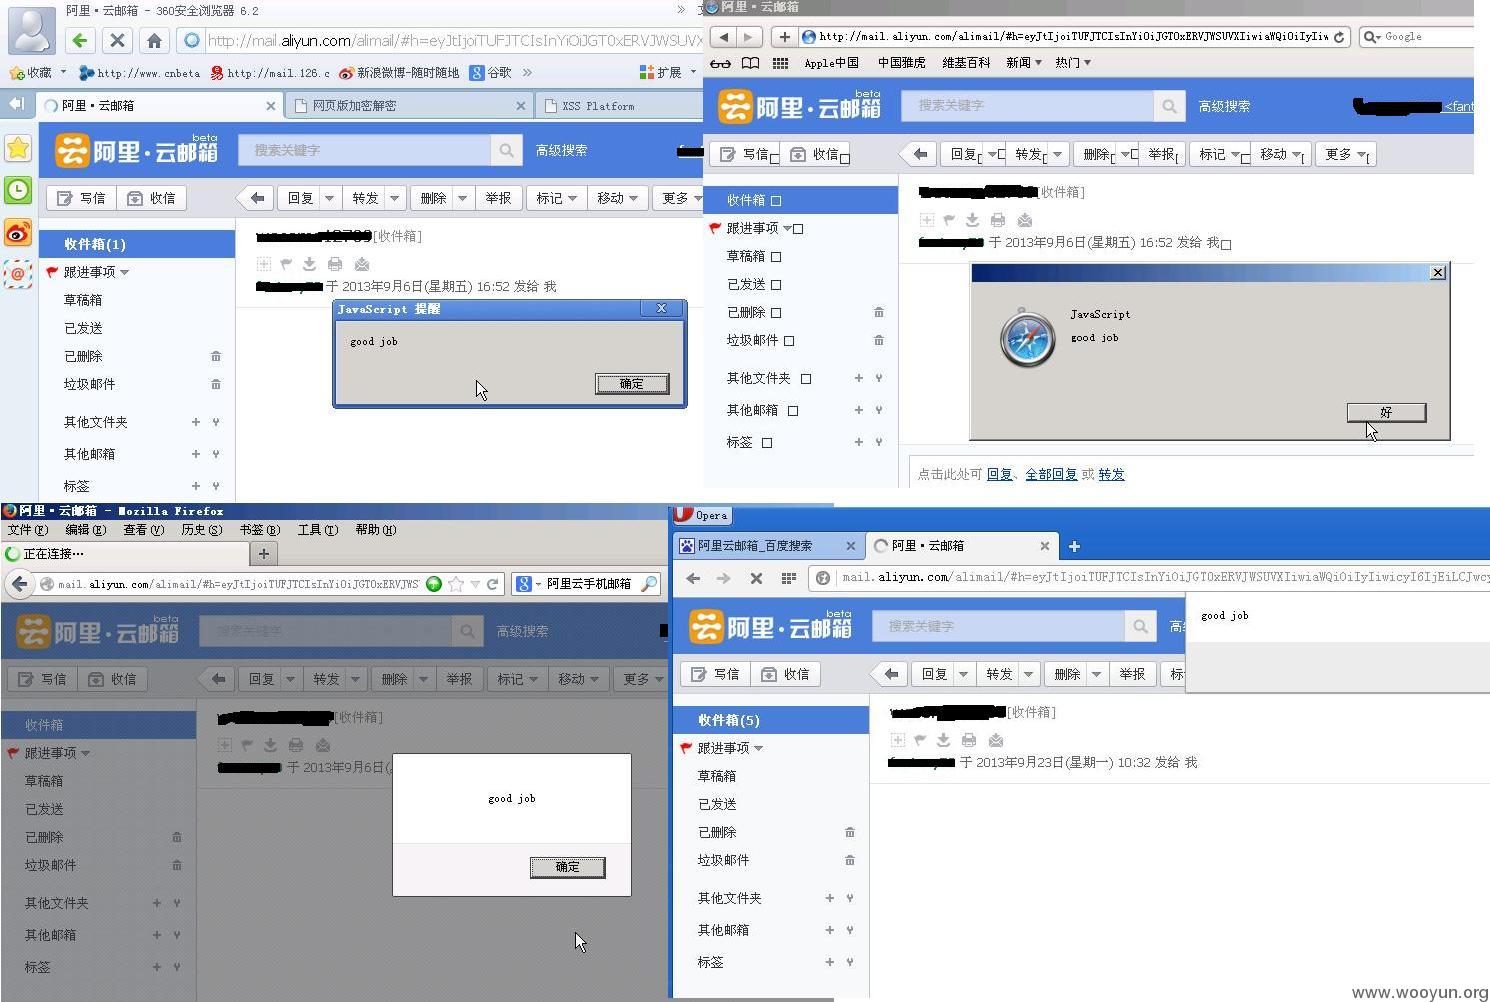 阿里·云邮箱 - 360安全浏览器 6.2
http://mail.aliyun.com/alimail/#h=eyJtIjoiTUFJTCIsInYiOiJGT0xERVJWSUVX
收藏 http://www.cnbeta http://mail.126.c 新浪微博-随时随地 谷歌 » 扩展
阿里·云邮箱 网页版加密解密 XSS Platform
阿里·云邮箱 beta 搜索关键字 高级搜索
写信 收信 回复 转发 删除 举报 标记 移动 更多
收件箱(1)
[收件箱]
跟进事项
于 2013年9月6日(星期五) 16:52 发给 我
草稿箱
已发送
已删除
垃圾邮件
其他文件夹
其他邮箱
标签
JavaScript 提醒
good job
确定
阿里·云邮箱
http://mail.aliyun.com/alimail/#h=eyJtIjoiTUFJTCIsInYiOiJGT0xERVJWSUVXIiwiaWQiOiIyIiw
Google
Apple中国 中国雅虎 维基百科 新闻 热门
阿里·云邮箱 beta 搜索关键字 高级搜索 <fant
写信 收信 回复 转发 删除 举报 标记 移动 更多
收件箱
[收件箱]
跟进事项
于 2013年9月6日(星期五) 16:52 发给 我
草稿箱
已发送
已删除
垃圾邮件
其他文件夹
其他邮箱
标签
JavaScript
good job
好
点击此处可 回复、全部回复 或 转发
阿里·云邮箱 - Mozilla Firefox
文件(F) 编辑(E) 查看(V) 历史(S) 书签(B) 工具(T) 帮助(H)
正在连接…
mail.aliyun.com/alimail/#h=eyJtIjoiTUFJTCIsInYiOiJGT0xERVJWS
阿里云手机邮箱
阿里·云邮箱 beta 搜索关键字 高级搜索
写信 收信 回复 转发 删除 举报 标记 移动 更多
收件箱
[收件箱]
跟进事项
于 2013年9月6日(
草稿箱
已发送
已删除
垃圾邮件
其他文件夹
其他邮箱
标签
good job
确定
Opera
阿里云邮箱_百度搜索 阿里·云邮箱
mail.aliyun.com/alimail/#h=eyJtIjoiTUFJTCIsInYiOiJGT0xERVJWSUVXIiwiaWQiOiIyIiwicyI6IjEiLCJwcy
阿里·云邮箱 beta 搜索关键字 高级
写信 收信 回复 转发 删除 举报 标
收件箱(5)
[收件箱]
跟进事项
于 2013年9月23日(星期一) 10:32 发给 我
草稿箱
已发送
已删除
垃圾邮件
其他文件夹
其他邮箱
标签
good job
www.wooyun.org